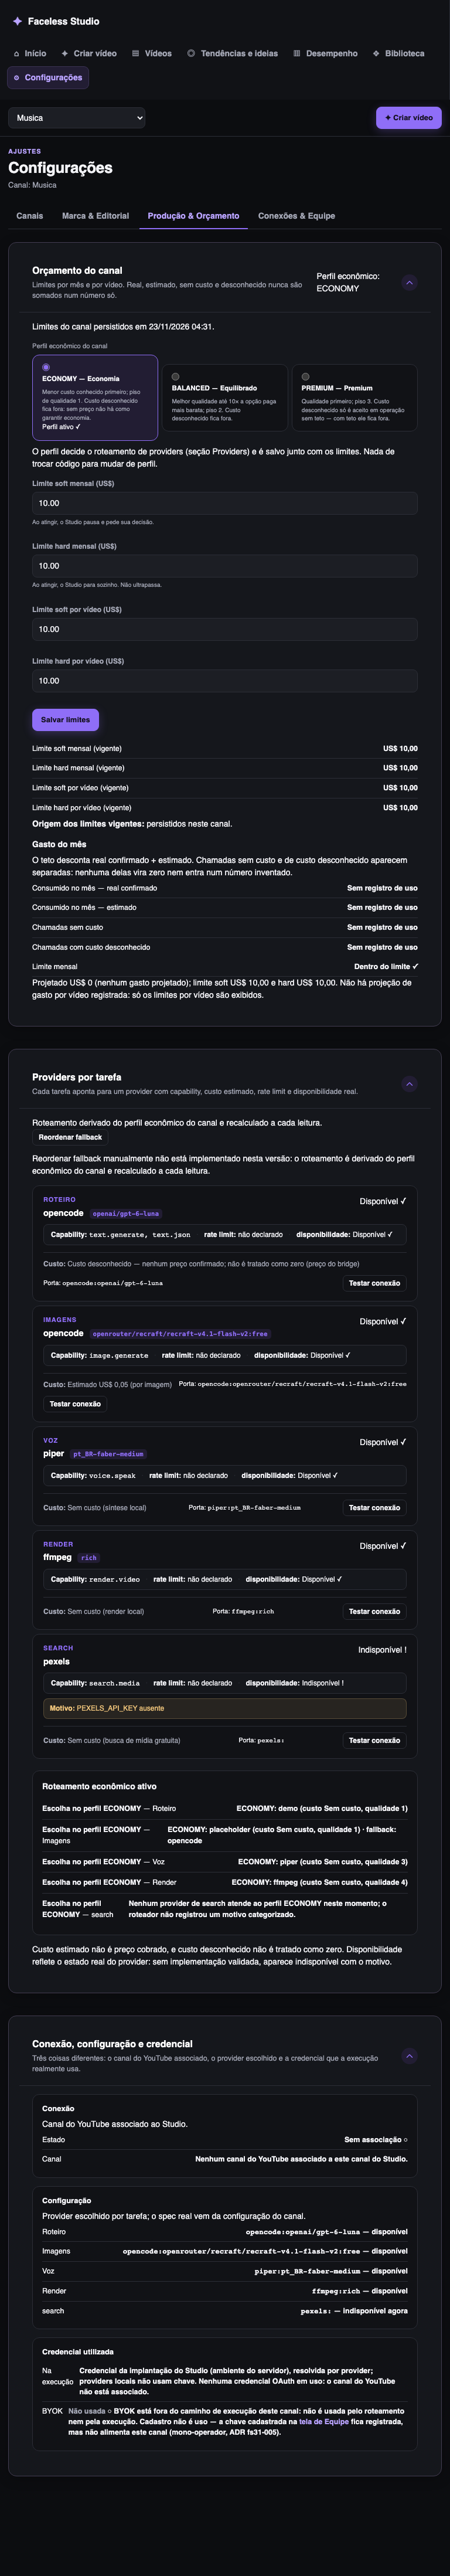 Faceless Studio
Início
Criar vídeo
Vídeos
Tendências e ideias
Desempenho
Biblioteca
Configurações
Musica
Criar vídeo
AJUSTES
Configurações
Canal: Musica
Canais
Marca & Editorial
Produção & Orçamento
Conexões & Equipe
Orçamento do canal
Limites por mês e por vídeo. Real, estimado, sem custo e desconhecido nunca são
somados num número só.
Perfil econômico:
ECONOMY
Limites do canal persistidos em 23/11/2026 04:31.
Perfil econômico do canal
ECONOMY — Economia
Menor custo conhecido primeiro; piso
de qualidade 1. Custo desconhecido
fica fora: sem preço não há como
garantir economia.
Perfil ativo ✓
BALANCED — Equilibrado
Melhor qualidade até 10x a opção paga
mais barata; piso 2. Custo
desconhecido fica fora.
PREMIUM — Premium
Qualidade primeiro; piso 3. Custo
desconhecido só é aceito em operação
sem teto — com teto ele fica fora.
O perfil decide o roteamento de providers (seção Providers) e é salvo junto com os limites. Nada de
trocar código para mudar de perfil.
Limite soft mensal (US$)
10.00
Ao atingir, o Studio pausa e pede sua decisão.
Limite hard mensal (US$)
10.00
Ao atingir, o Studio para sozinho. Não ultrapassa.
Limite soft por vídeo (US$)
10.00
Limite hard por vídeo (US$)
10.00
Salvar limites
Limite soft mensal (vigente) US$ 10,00
Limite hard mensal (vigente) US$ 10,00
Limite soft por vídeo (vigente) US$ 10,00
Limite hard por vídeo (vigente) US$ 10,00
Origem dos limites vigentes: persistidos neste canal.
Gasto do mês
O teto desconta real confirmado + estimado. Chamadas sem custo e de custo desconhecido aparecem
separadas: nenhuma delas vira zero nem entra num número inventado.
Consumido no mês — real confirmado Sem registro de uso
Consumido no mês — estimado Sem registro de uso
Chamadas sem custo Sem registro de uso
Chamadas com custo desconhecido Sem registro de uso
Limite mensal Dentro do limite ✓
Projetado US$ 0 (nenhum gasto projetado); limite soft US$ 10,00 e hard US$ 10,00. Não há projeção de
gasto por vídeo registrada: só os limites por vídeo são exibidos.
Providers por tarefa
Cada tarefa aponta para um provider com capability, custo estimado, rate limit e disponibilidade real.
Roteamento derivado do perfil econômico do canal e recalculado a cada leitura.
Reordenar fallback
Reordenar fallback manualmente não está implementado nesta versão: o roteamento é derivado do perfil
econômico do canal e recalculado a cada leitura.
ROTEIRO
Disponível ✓
opencode openai/gpt-6-luna
Capability: text.generate, text.json rate limit: não declarado disponibilidade: Disponível ✓
Custo: Custo desconhecido — nenhum preço confirmado; não é tratado como zero (preço do bridge)
Porta: opencode:openai/gpt-6-luna Testar conexão
IMAGENS
Disponível ✓
opencode openrouter/recraft/recraft-v4.1-flash-v2:free
Capability: image.generate rate limit: não declarado disponibilidade: Disponível ✓
Custo: Estimado US$ 0,05 (por imagem) Porta: opencode:openrouter/recraft/recraft-v4.1-flash-v2:free
Testar conexão
VOZ
Disponível ✓
piper pt_BR-faber-medium
Capability: voice.speak rate limit: não declarado disponibilidade: Disponível ✓
Custo: Sem custo (síntese local) Porta: piper:pt_BR-faber-medium Testar conexão
RENDER
Disponível ✓
ffmpeg rich
Capability: render.video rate limit: não declarado disponibilidade: Disponível ✓
Custo: Sem custo (render local) Porta: ffmpeg:rich Testar conexão
SEARCH
Indisponível !
pexels
Capability: search.media rate limit: não declarado disponibilidade: Indisponível !
Motivo: PEXELS_API_KEY ausente
Custo: Sem custo (busca de mídia gratuita) Porta: pexels: Testar conexão
Roteamento econômico ativo
Escolha no perfil ECONOMY — Roteiro ECONOMY: demo (custo Sem custo, qualidade 1)
Escolha no perfil ECONOMY —
Imagens
ECONOMY: placeholder (custo Sem custo, qualidade 1) · fallback:
opencode
Escolha no perfil ECONOMY — Voz ECONOMY: piper (custo Sem custo, qualidade 3)
Escolha no perfil ECONOMY — Render ECONOMY: ffmpeg (custo Sem custo, qualidade 4)
Escolha no perfil
ECONOMY — search
Nenhum provider de search atende ao perfil ECONOMY neste momento; o
roteador não registrou um motivo categorizado.
Custo estimado não é preço cobrado, e custo desconhecido não é tratado como zero. Disponibilidade
reflete o estado real do provider: sem implementação validada, aparece indisponível com o motivo.
Conexão, configuração e credencial
Três coisas diferentes: o canal do YouTube associado, o provider escolhido e a credencial que a execução
realmente usa.
Conexão
Canal do YouTube associado ao Studio.
Estado Sem associação ○
Canal Nenhum canal do YouTube associado a este canal do Studio.
Configuração
Provider escolhido por tarefa; o spec real vem da configuração do canal.
Roteiro opencode:openai/gpt-6-luna — disponível
Imagens opencode:openrouter/recraft/recraft-v4.1-flash-v2:free — disponível
Voz piper:pt_BR-faber-medium — disponível
Render ffmpeg:rich — disponível
search pexels: — indisponível agora
Credencial utilizada
Na
execução
Credencial da implantação do Studio (ambiente do servidor), resolvida por provider;
providers locais não usam chave. Nenhuma credencial OAuth em uso: o canal do YouTube
não está associado.
BYOK Não usada ○ BYOK está fora do caminho de execução deste canal: não é usada pelo roteamento
nem pela execução. Cadastro não é uso — a chave cadastrada na tela de Equipe fica registrada,
mas não alimenta este canal (mono-operador, ADR fs31-005).